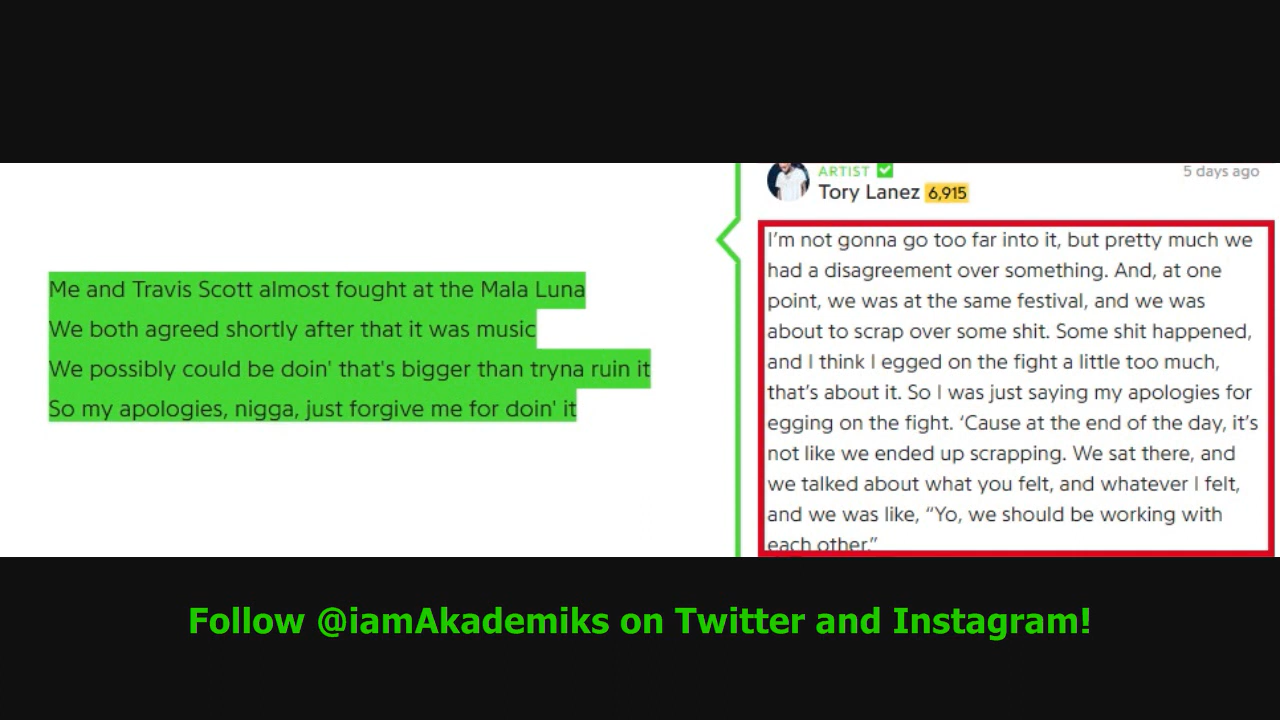 Me and Travis Scott almost fought at the Mala Luna
We both agreed shortly after that it was music
We possibly could be doin' that's bigger than tryna ruin it
So my apologies, nigga, just forgive me for doin' it
ARTIST
5 days ago
Tory Lanez 6,915
I'm not gonna go too far into it, but pretty much we
had a disagreement over something. And, at one
point, we was at the same festival, and we was
about to scrap over some shit. Some shit happened,
and I think I egged on the fight a little too much,
that's about it. So I was just saying my apologies for
egging on the fight. ‘Cause at the end of the day, it’s
not like we ended up scrapping. We sat there, and
we talked about what you felt, and whatever I felt,
and we was like, “Yo, we should be working with
each other.”
Follow @iamAkademiks on Twitter and Instagram!